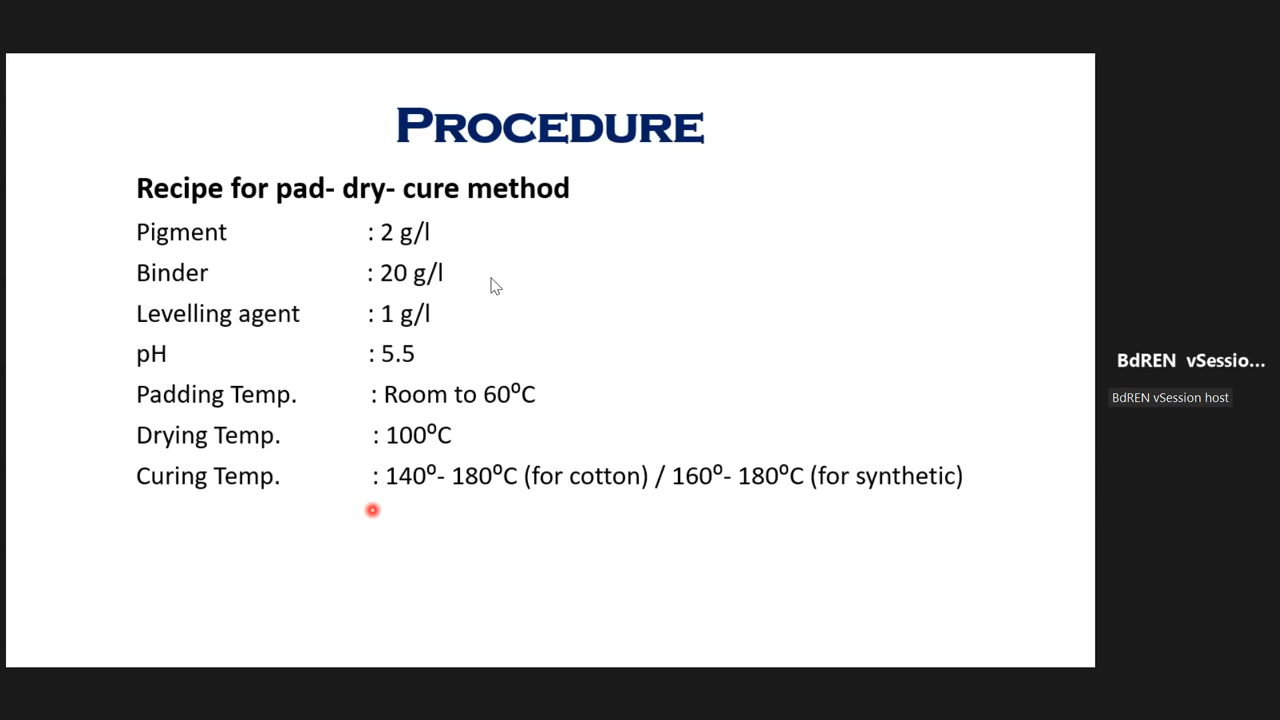 PROCEDURE
Recipe for pad- dry- cure method
Pigment : 2 g/l
Binder : 20 g/l
Levelling agent : 1 g/l
pH : 5.5
Padding Temp. : Room to 60⁰C
Drying Temp. : 100⁰C
Curing Temp. : 140⁰- 180⁰C (for cotton) / 160⁰- 180⁰C (for synthetic)
BdREN vSessio...
BdREN vSession host